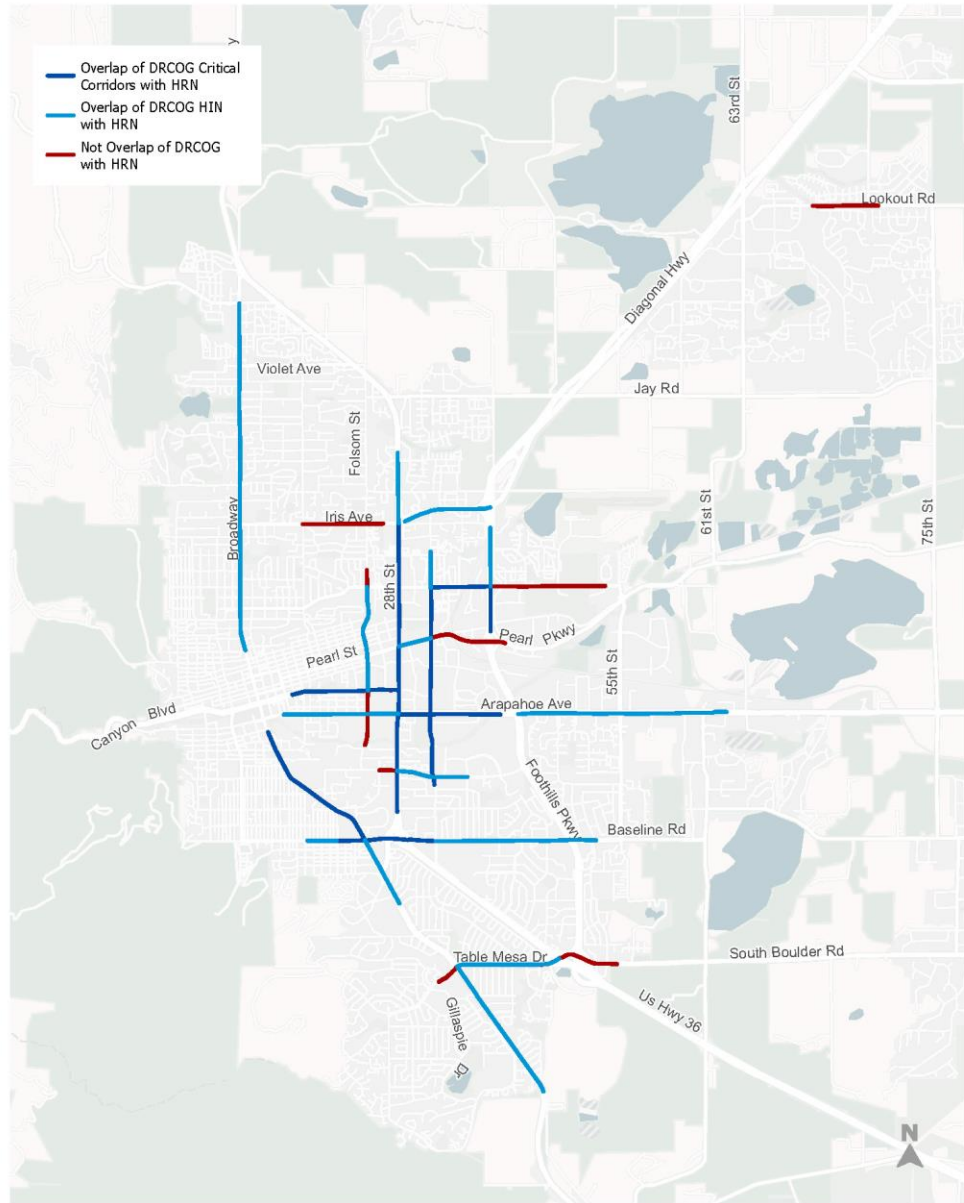 y
Overlap of DRCOG Critical
Corridors with HRN
Overlap of DRCOG HIN
with HRN
Not Overlap of DRCOG
with HRN
63rd St
Lookout Rd
Diagonal Hwy
Violet Ave
Jay Rd
Folsom St
Broadway
Iris Ave
61st St
75th St
28th St
Pearl Pkwy
Pearl St
55th St
Arapahoe Ave
Canyon Blvd
Foothills Pkwy
Baseline Rd
Table Mesa Dr
South Boulder Rd
Us Hwy 36
Gillaspie Dr
N